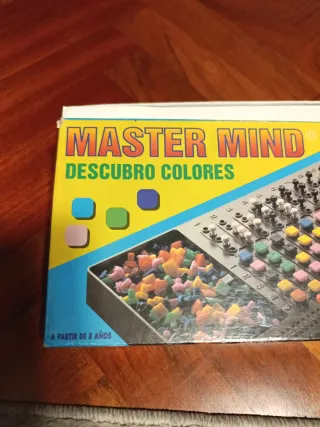 MASTER MIND®
DESCUBRO COLORES
A PARTIR DE 8 AÑOS